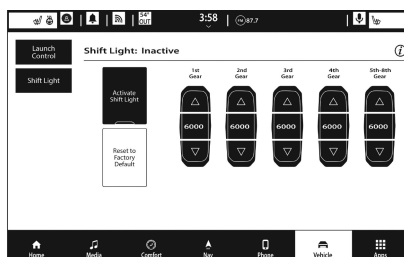 54°
OUT
3:58
FM 87.7
Launch
Control
Shift Light: Inactive
i
Shift Light
Activate
Shift Light
Reset to
Factory
Default
1st
Gear
2nd
Gear
3rd
Gear
4th
Gear
5th-8th
Gear
6000
6000
6000
6000
6000
Home
Media
Comfort
Nav
Phone
Vehicle
Apps